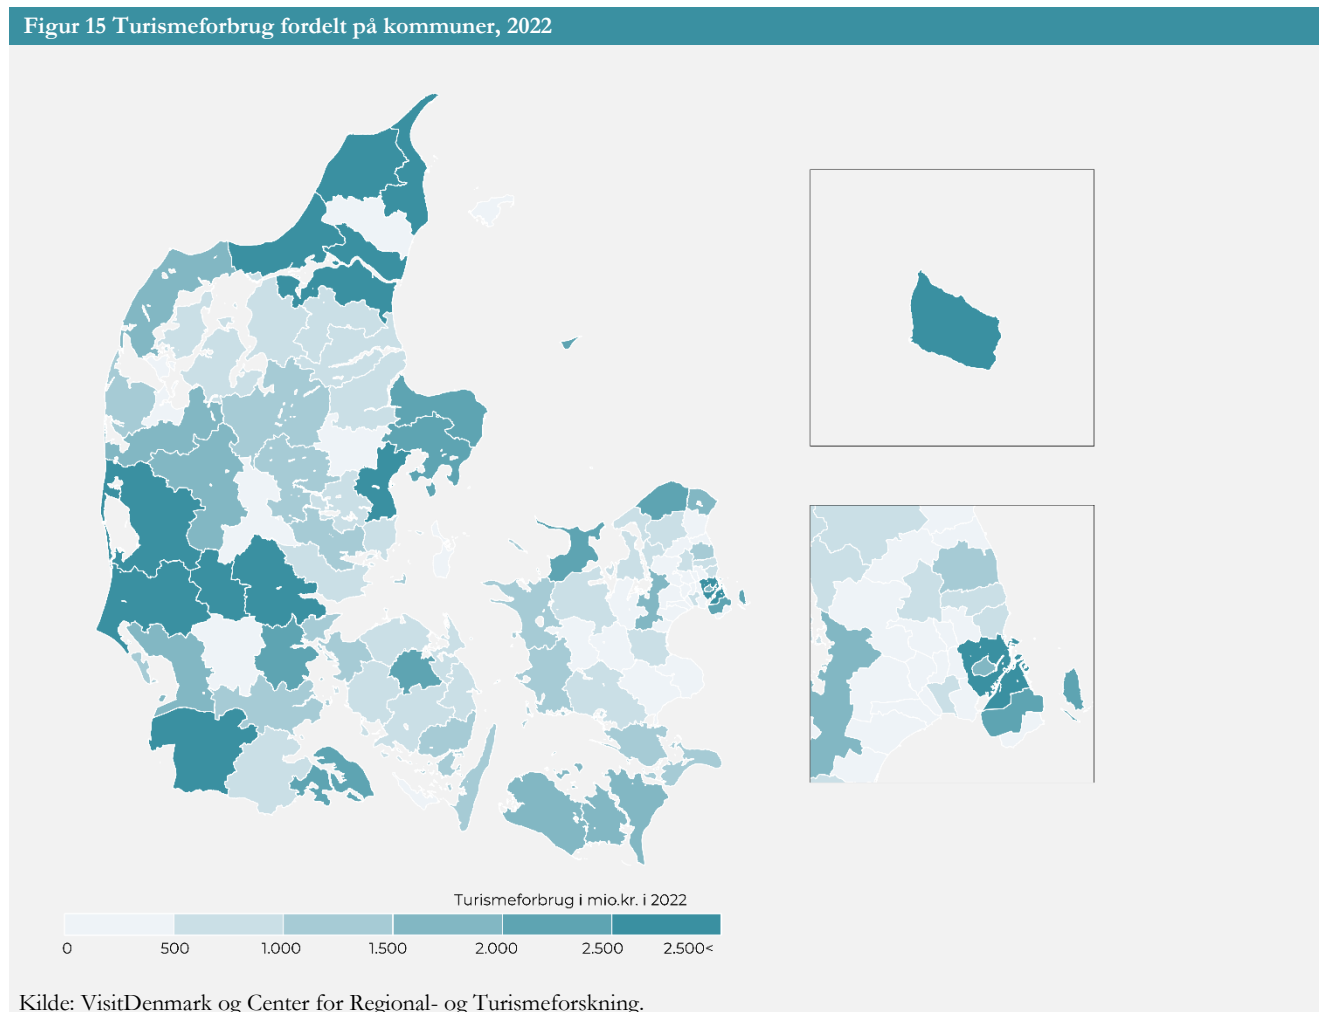 Figur 15 Turismeforbrug fordelt på kommuner, 2022
Turismeforbrug i mio.kr. i 2022
0 500 1.000 1.500 2.000 2.500 2.500<
Kilde: VisitDenmark og Center for Regional- og Turismeforskning.